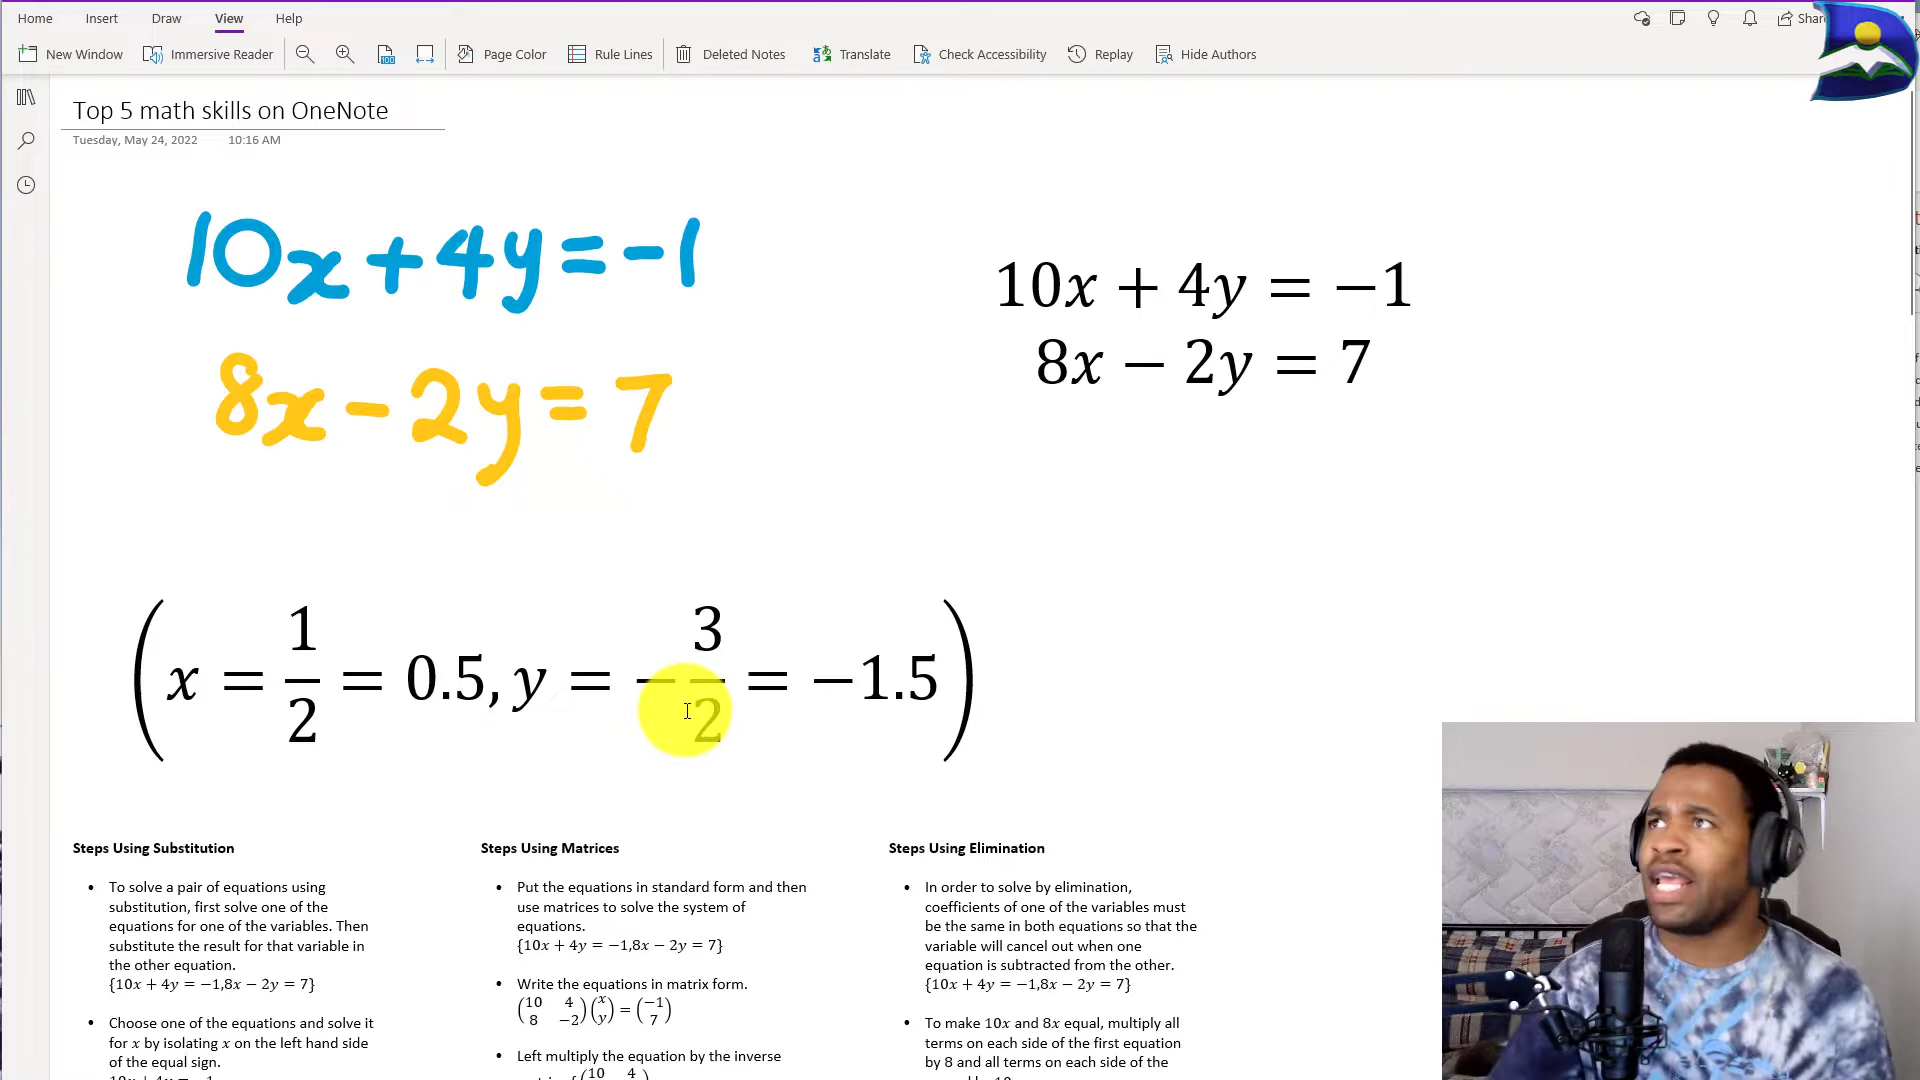 Home Insert Draw View Help
Shar
New Window Immersive Reader 100 Page Color Rule Lines Deleted Notes Translate Check Accessibility Replay Hide Authors
Top 5 math skills on OneNote
Tuesday, May 24, 2022 10:16 AM
10x+4y=-1
8x-2y=7
10x + 4y = −1
8x − 2y = 7
(x = 1/2 = 0.5, y = −3/2 = −1.5)
Steps Using Substitution
• To solve a pair of equations using
substitution, first solve one of the
equations for one of the variables. Then
substitute the result for that variable in
the other equation.
{10x + 4y = −1,8x − 2y = 7}
• Choose one of the equations and solve it
for x by isolating x on the left hand side
of the equal sign.
Steps Using Matrices
• Put the equations in standard form and then
use matrices to solve the system of
equations.
{10x + 4y = −1,8x − 2y = 7}
• Write the equations in matrix form.
(10 4
8 −2)(x
y) = (−1
7)
• Left multiply the equation by the inverse
(10 4
Steps Using Elimination
• In order to solve by elimination,
coefficients of one of the variables must
be the same in both equations so that the
variable will cancel out when one
equation is subtracted from the other.
{10x + 4y = −1,8x − 2y = 7}
• To make 10x and 8x equal, multiply all
terms on each side of the first equation
by 8 and all terms on each side of the